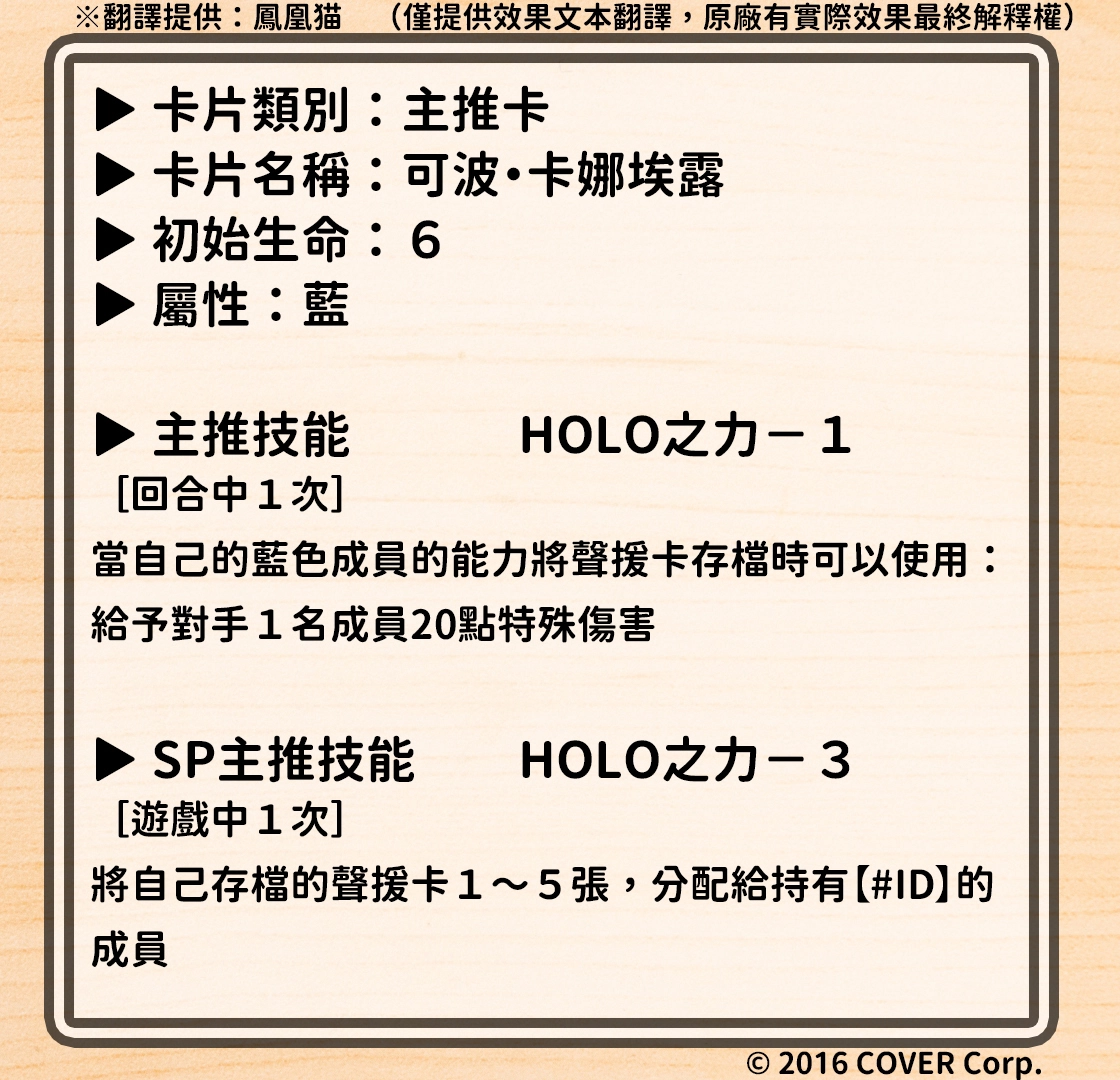 ※翻譯提供：鳳凰猫　（僅提供效果文本翻譯，原廠有實際效果最終解釋權）
▶ 卡片類別：主推卡
▶ 卡片名稱：可波•卡娜埃露
▶ 初始生命：６
▶ 屬性：藍
▶ 主推技能　　　HOLO之力－１
［回合中１次］
當自己的藍色成員的能力將聲援卡存檔時可以使用：
給予對手１名成員20點特殊傷害
▶ SP主推技能　　HOLO之力－３
［遊戲中１次］
將自己存檔的聲援卡１～５張，分配給持有【#ID】的
成員
© 2016 COVER Corp.